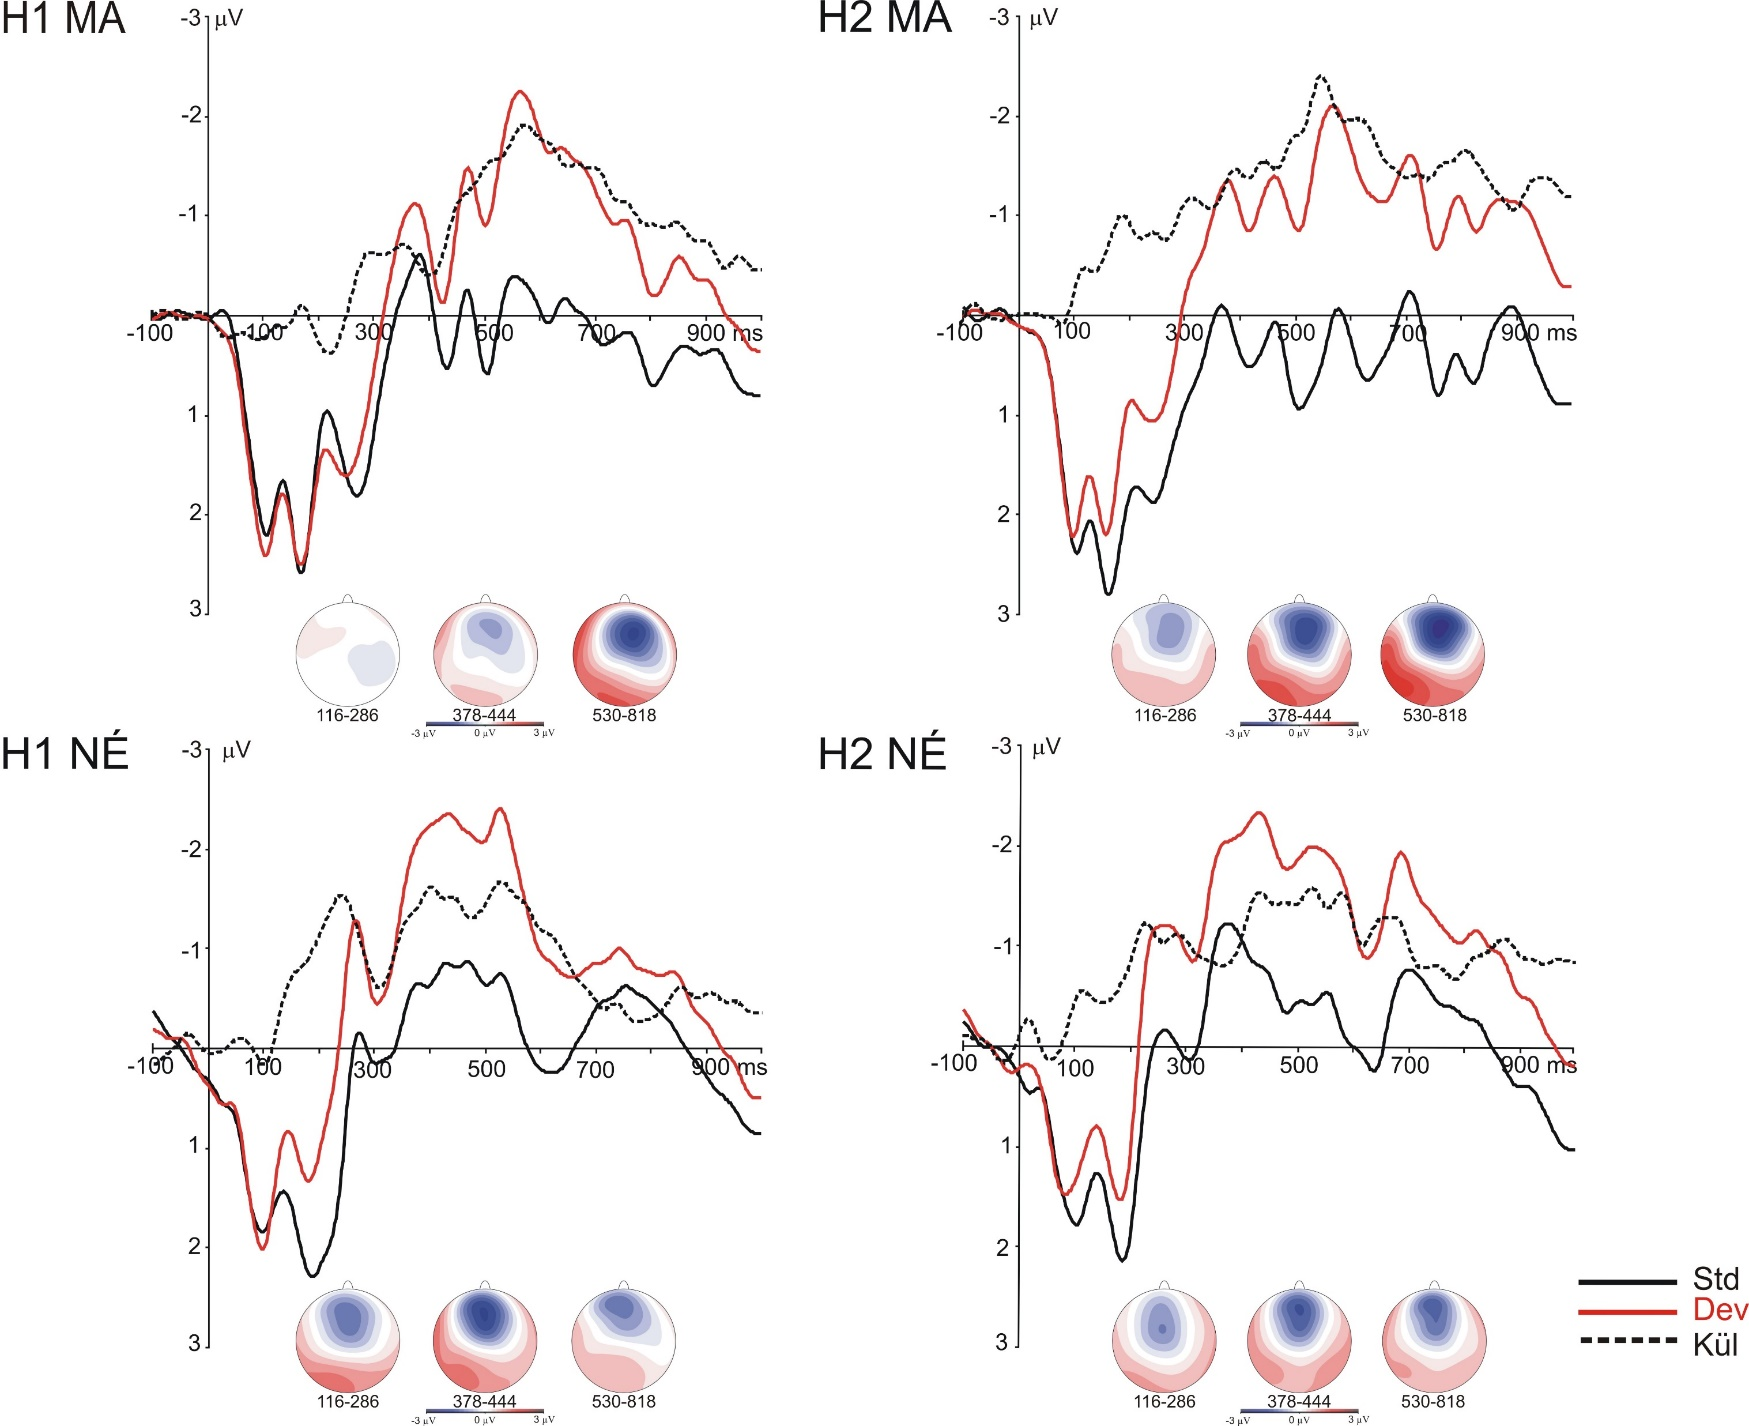 H1 MA
-3 µV
-2
-1
-100 100 300 500 700 900 ms
1
2
3
116-286 378-444 530-818
-3 µV 0 µV 3 µV
H2 MA
-3 µV
-2
-1
-100 100 300 500 700 900 ms
1
2
3
116-286 378-444 530-818
-3 µV 0 µV 3 µV
H1 NÉ
-3 µV
-2
-1
-100 100 300 500 700 900 ms
1
2
3
116-286 378-444 530-818
-3 µV 0 µV 3 µV
H2 NÉ
-3 µV
-2
-1
-100 100 300 500 700 900 ms
1
2
3
116-286 378-444 530-818
-3 µV 0 µV 3 µV
Std
Dev
Kül